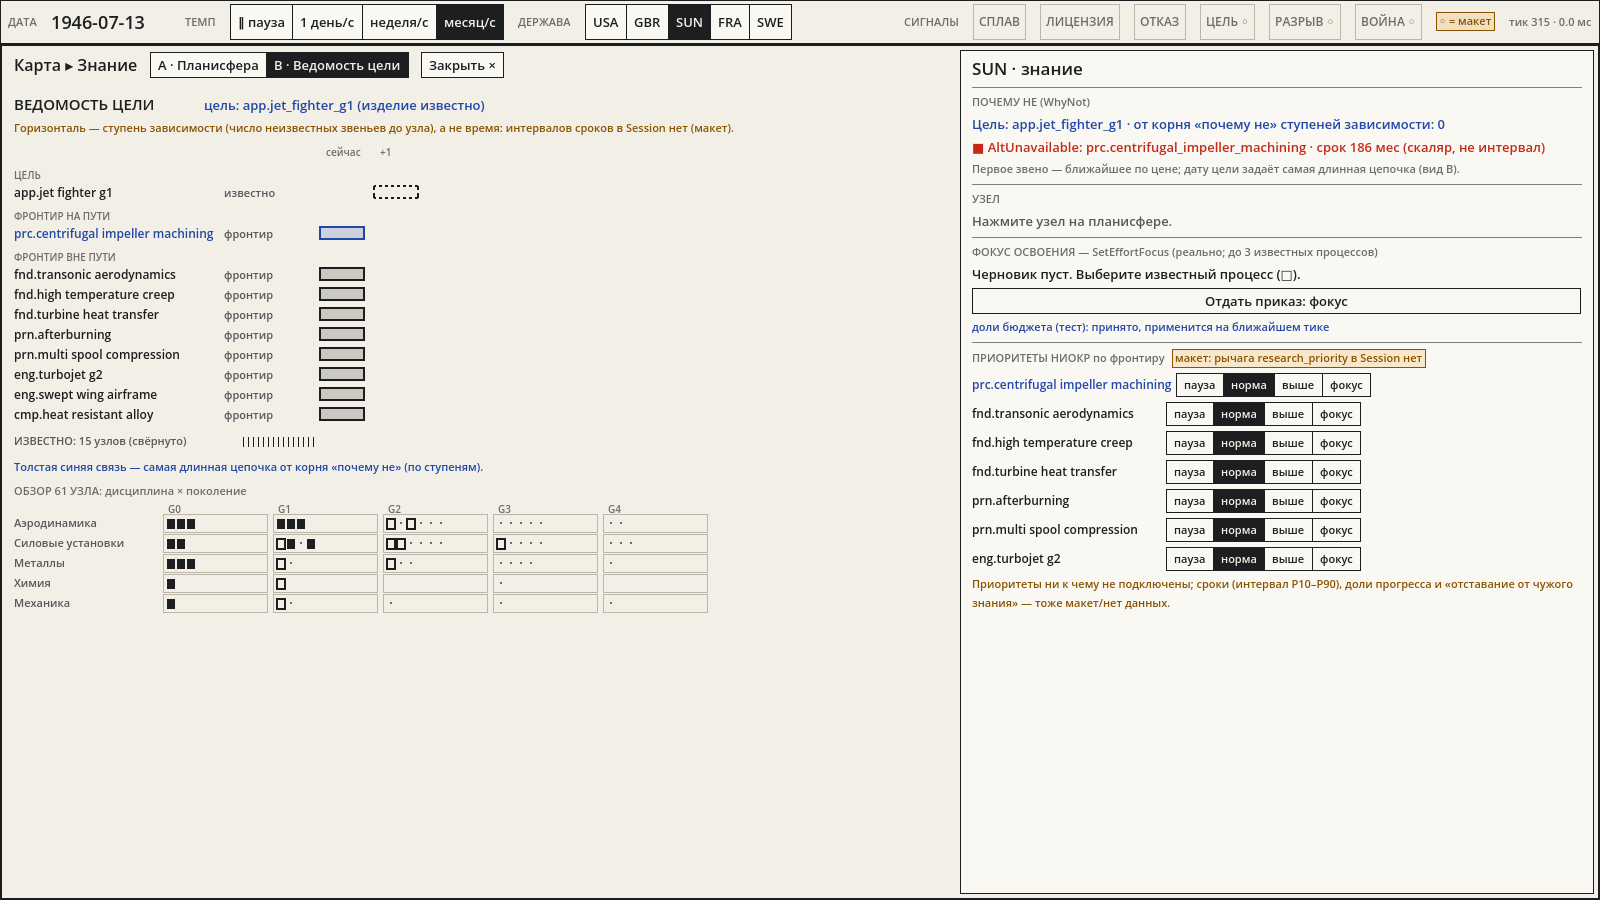 ДАТА 1946-07-13 ТЕМП ‖ пауза 1 день/с неделя/с месяц/с ДЕРЖАВА USA GBR SUN FRA SWE СИГНАЛЫ СПЛАВ ЛИЦЕНЗИЯ ОТКАЗ ЦЕЛЬ ○ РАЗРЫВ ○ ВОЙНА ○ ○ = макет тик 315 · 0.0 мс
Карта ▸ Знание A · Планисфера B · Ведомость цели Закрыть ×
ВЕДОМОСТЬ ЦЕЛИ цель: app.jet_fighter_g1 (изделие известно)
Горизонталь — ступень зависимости (число неизвестных звеньев до узла), а не время: интервалов сроков в Session нет (макет).
сейчас +1
ЦЕЛЬ
app.jet fighter g1 известно
ФРОНТИР НА ПУТИ
prc.centrifugal impeller machining фронтир
ФРОНТИР ВНЕ ПУТИ
fnd.transonic aerodynamics фронтир
fnd.high temperature creep фронтир
fnd.turbine heat transfer фронтир
prn.afterburning фронтир
prn.multi spool compression фронтир
eng.turbojet g2 фронтир
eng.swept wing airframe фронтир
cmp.heat resistant alloy фронтир
ИЗВЕСТНО: 15 узлов (свёрнуто)
Толстая синяя связь — самая длинная цепочка от корня «почему не» (по ступеням).
ОБЗОР 61 УЗЛА: дисциплина × поколение
G0 G1 G2 G3 G4
Аэродинамика
Силовые установки
Металлы
Химия
Механика
SUN · знание
ПОЧЕМУ НЕ (WhyNot)
Цель: app.jet_fighter_g1 · от корня «почему не» ступеней зависимости: 0
■ AltUnavailable: prc.centrifugal_impeller_machining · срок 186 мес (скаляр, не интервал)
Первое звено — ближайшее по цене; дату цели задаёт самая длинная цепочка (вид B).
УЗЕЛ
Нажмите узел на планисфере.
ФОКУС ОСВОЕНИЯ — SetEffortFocus (реально; до 3 известных процессов)
Черновик пуст. Выберите известный процесс (□).
Отдать приказ: фокус
доли бюджета (тест): принято, применится на ближайшем тике
ПРИОРИТЕТЫ НИОКР по фронтиру макет: рычага research_priority в Session нет
prc.centrifugal impeller machining пауза норма выше фокус
fnd.transonic aerodynamics пауза норма выше фокус
fnd.high temperature creep пауза норма выше фокус
fnd.turbine heat transfer пауза норма выше фокус
prn.afterburning пауза норма выше фокус
prn.multi spool compression пауза норма выше фокус
eng.turbojet g2 пауза норма выше фокус
Приоритеты ни к чему не подключены; сроки (интервал P10–P90), доли прогресса и «отставание от чужого
знания» — тоже макет/нет данных.